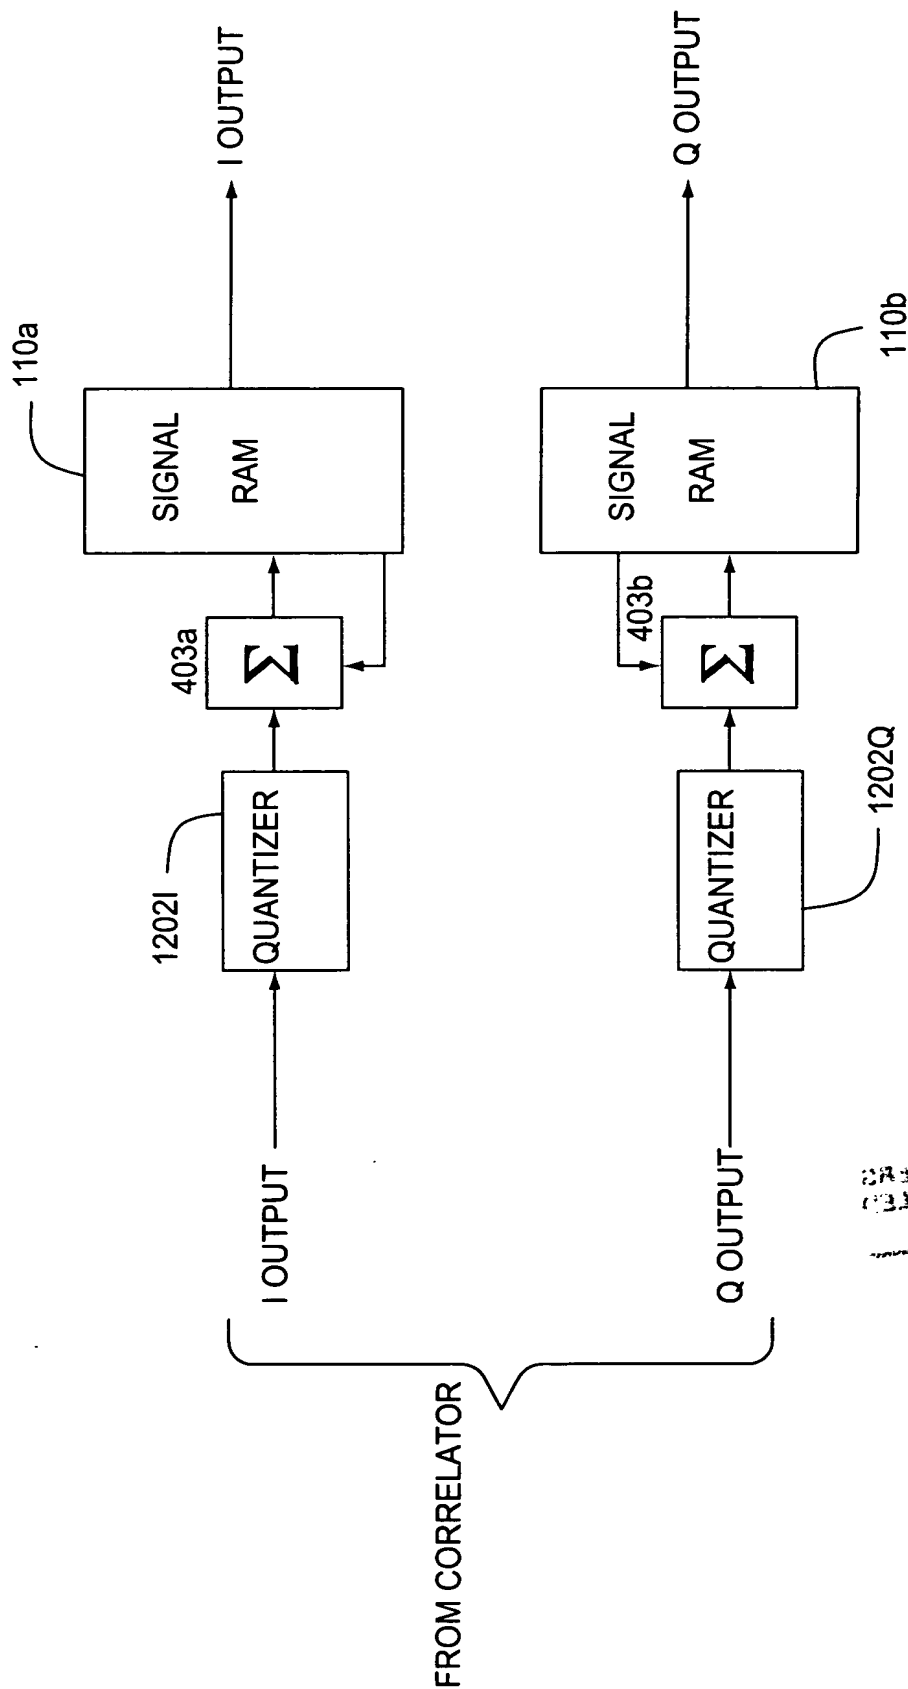 FROM CORRELATOR
I OUTPUT
1202I
QUANTIZER
403a
Σ
SIGNAL
RAM
110a
I OUTPUT
Q OUTPUT
QUANTIZER
1202Q
403b
Σ
SIGNAL
RAM
110b
Q OUTPUT